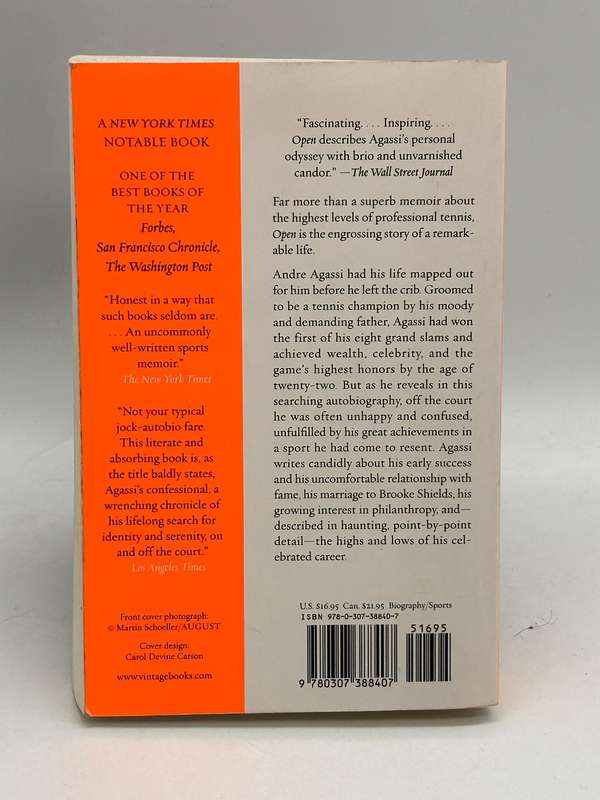 A NEW YORK TIMES
NOTABLE BOOK
ONE OF THE
BEST BOOKS OF
THE YEAR
Forbes,
San Francisco Chronicle,
The Washington Post
“Honest in a way that
such books seldom are.
. . . An uncommonly
well-written sports
memoir.”
The New York Times
“Not your typical
jock-autobio fare.
This literate and
absorbing book is, as
the title baldly states,
Agassi’s confessional, a
wrenching chronicle of
his lifelong search for
identity and serenity, on
and off the court.”
Los Angeles Times
Front cover photograph:
© Martin Schoeller/AUGUST
Cover design:
Carol Devine Carson
www.vintagebooks.com
“Fascinating. . . . Inspiring. . . .
Open describes Agassi’s personal
odyssey with brio and unvarnished
candor.” —The Wall Street Journal
Far more than a superb memoir about
the highest levels of professional tennis,
Open is the engrossing story of a remark-
able life.
Andre Agassi had his life mapped out
for him before he left the crib. Groomed
to be a tennis champion by his moody
and demanding father, Agassi had won
the first of his eight grand slams and
achieved wealth, celebrity, and the
game’s highest honors by the age of
twenty-two. But as he reveals in this
searching autobiography, off the court
he was often unhappy and confused,
unfulfilled by his great achievements in
a sport he had come to resent. Agassi
writes candidly about his early success
and his uncomfortable relationship with
fame, his marriage to Brooke Shields, his
growing interest in philanthropy, and—
described in haunting, point-by-point
detail—the highs and lows of his cel-
ebrated career.
U.S. $16.95 Can. $21.95 Biography/Sports
ISBN 978-0-307-38840-7
51695
9 780307 388407